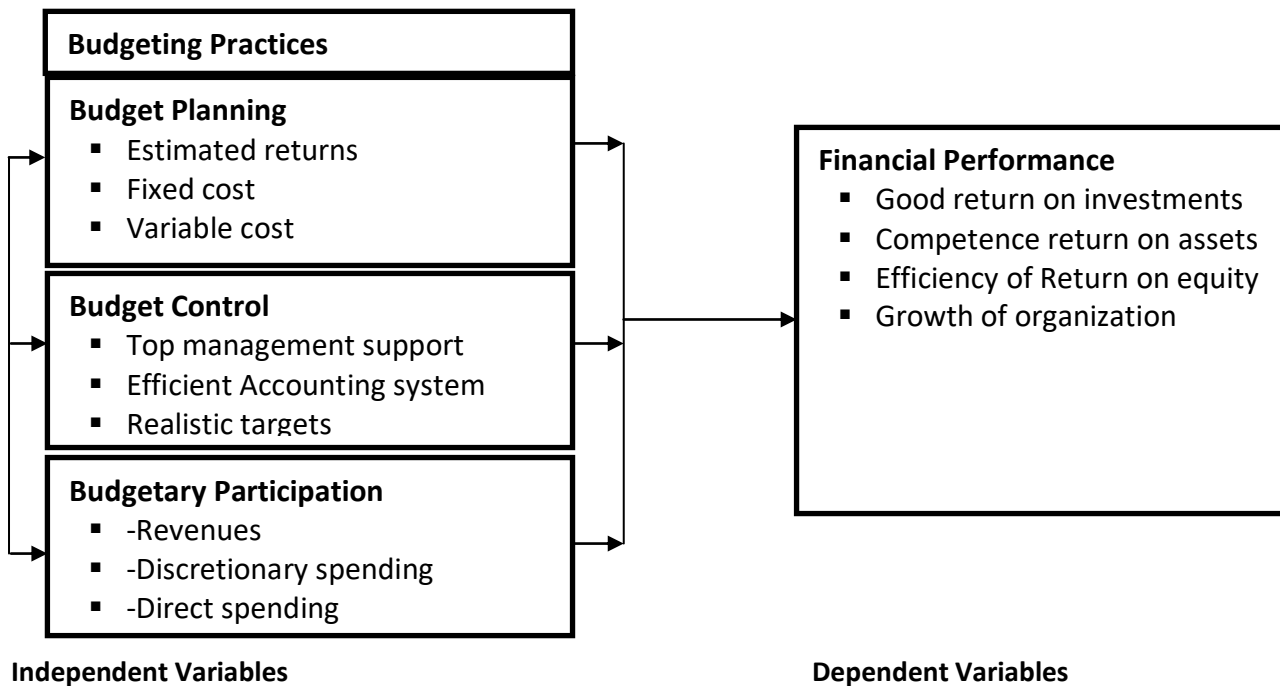 Budgeting Practices
Budget Planning
▪ Estimated returns
▪ Fixed cost
▪ Variable cost
Budget Control
▪ Top management support
▪ Efficient Accounting system
▪ Realistic targets
Budgetary Participation
▪ -Revenues
▪ -Discretionary spending
▪ -Direct spending
Financial Performance
▪ Good return on investments
▪ Competence return on assets
▪ Efficiency of Return on equity
▪ Growth of organization
Independent Variables
Dependent Variables